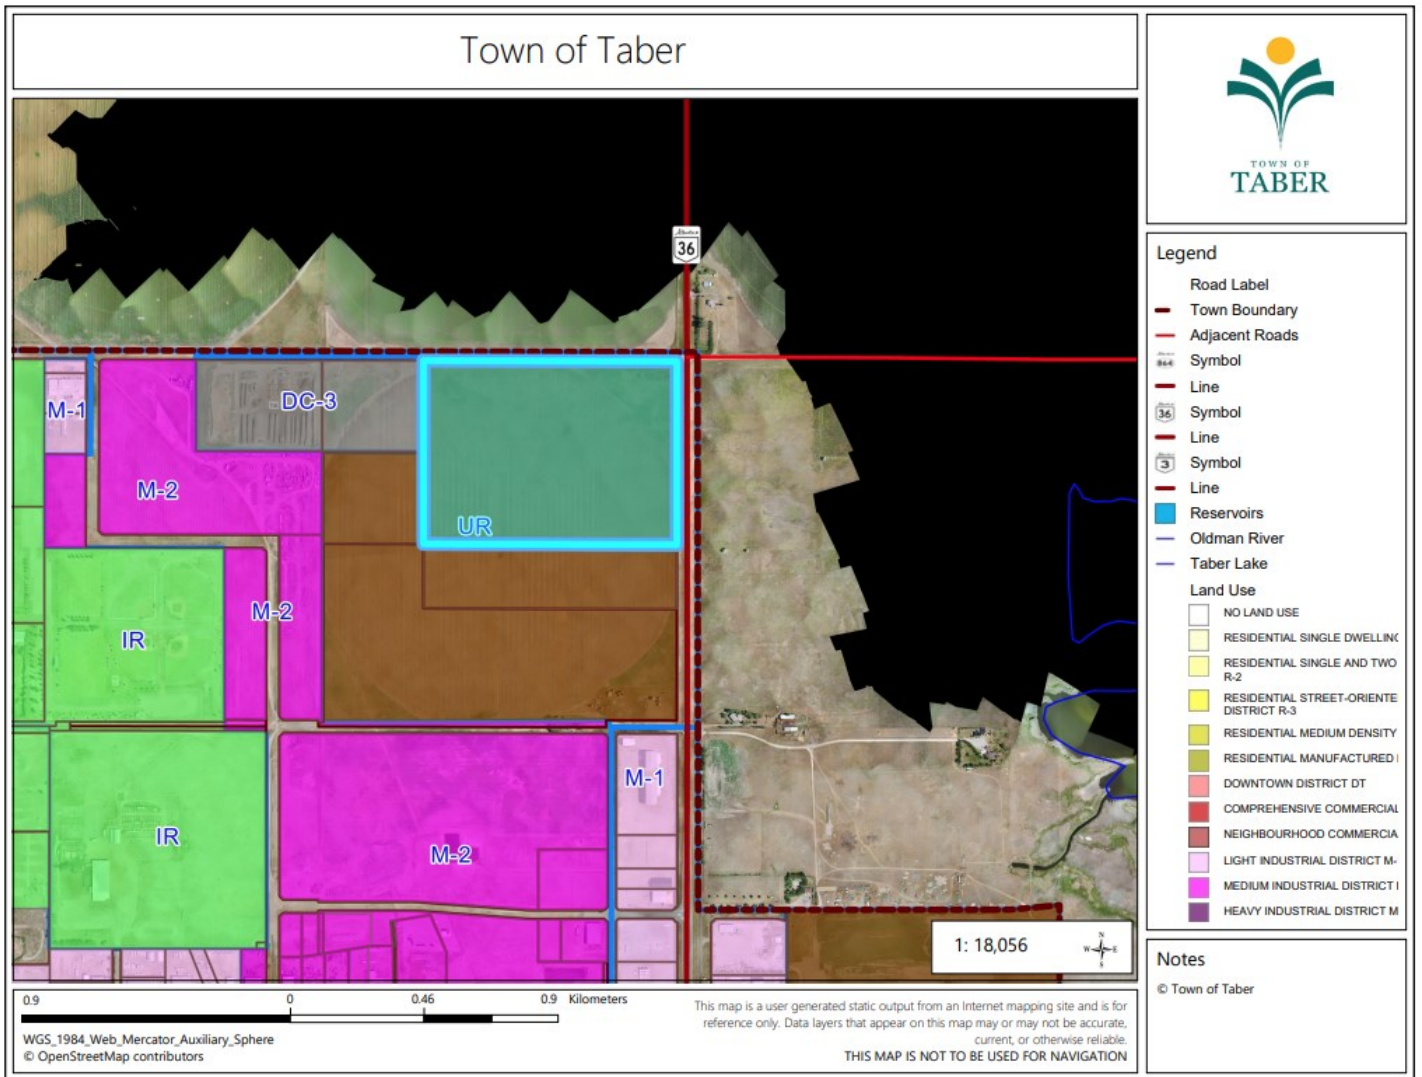 Town of Taber
TOWN OF
TABER
36
DC-3
M-1
M-2
UR
M-2
IR
M-1
IR
M-2
1: 18,056
N
W E
S
Legend
Road Label
Town Boundary
Adjacent Roads
Symbol
Line
36 Symbol
Line
3 Symbol
Line
Reservoirs
Oldman River
Taber Lake
Land Use
NO LAND USE
RESIDENTIAL SINGLE DWELLING
RESIDENTIAL SINGLE AND TWO
R-2
RESIDENTIAL STREET-ORIENTE
DISTRICT R-3
RESIDENTIAL MEDIUM DENSITY
RESIDENTIAL MANUFACTURED
DOWNTOWN DISTRICT DT
COMPREHENSIVE COMMERCIAL
NEIGHBOURHOOD COMMERCIA
LIGHT INDUSTRIAL DISTRICT M-
MEDIUM INDUSTRIAL DISTRICT
HEAVY INDUSTRIAL DISTRICT M
Notes
© Town of Taber
0.9 0 0.46 0.9 Kilometers
WGS_1984_Web_Mercator_Auxiliary_Sphere
© OpenStreetMap contributors
This map is a user generated static output from an Internet mapping site and is for
reference only. Data layers that appear on this map may or may not be accurate,
current, or otherwise reliable.
THIS MAP IS NOT TO BE USED FOR NAVIGATION